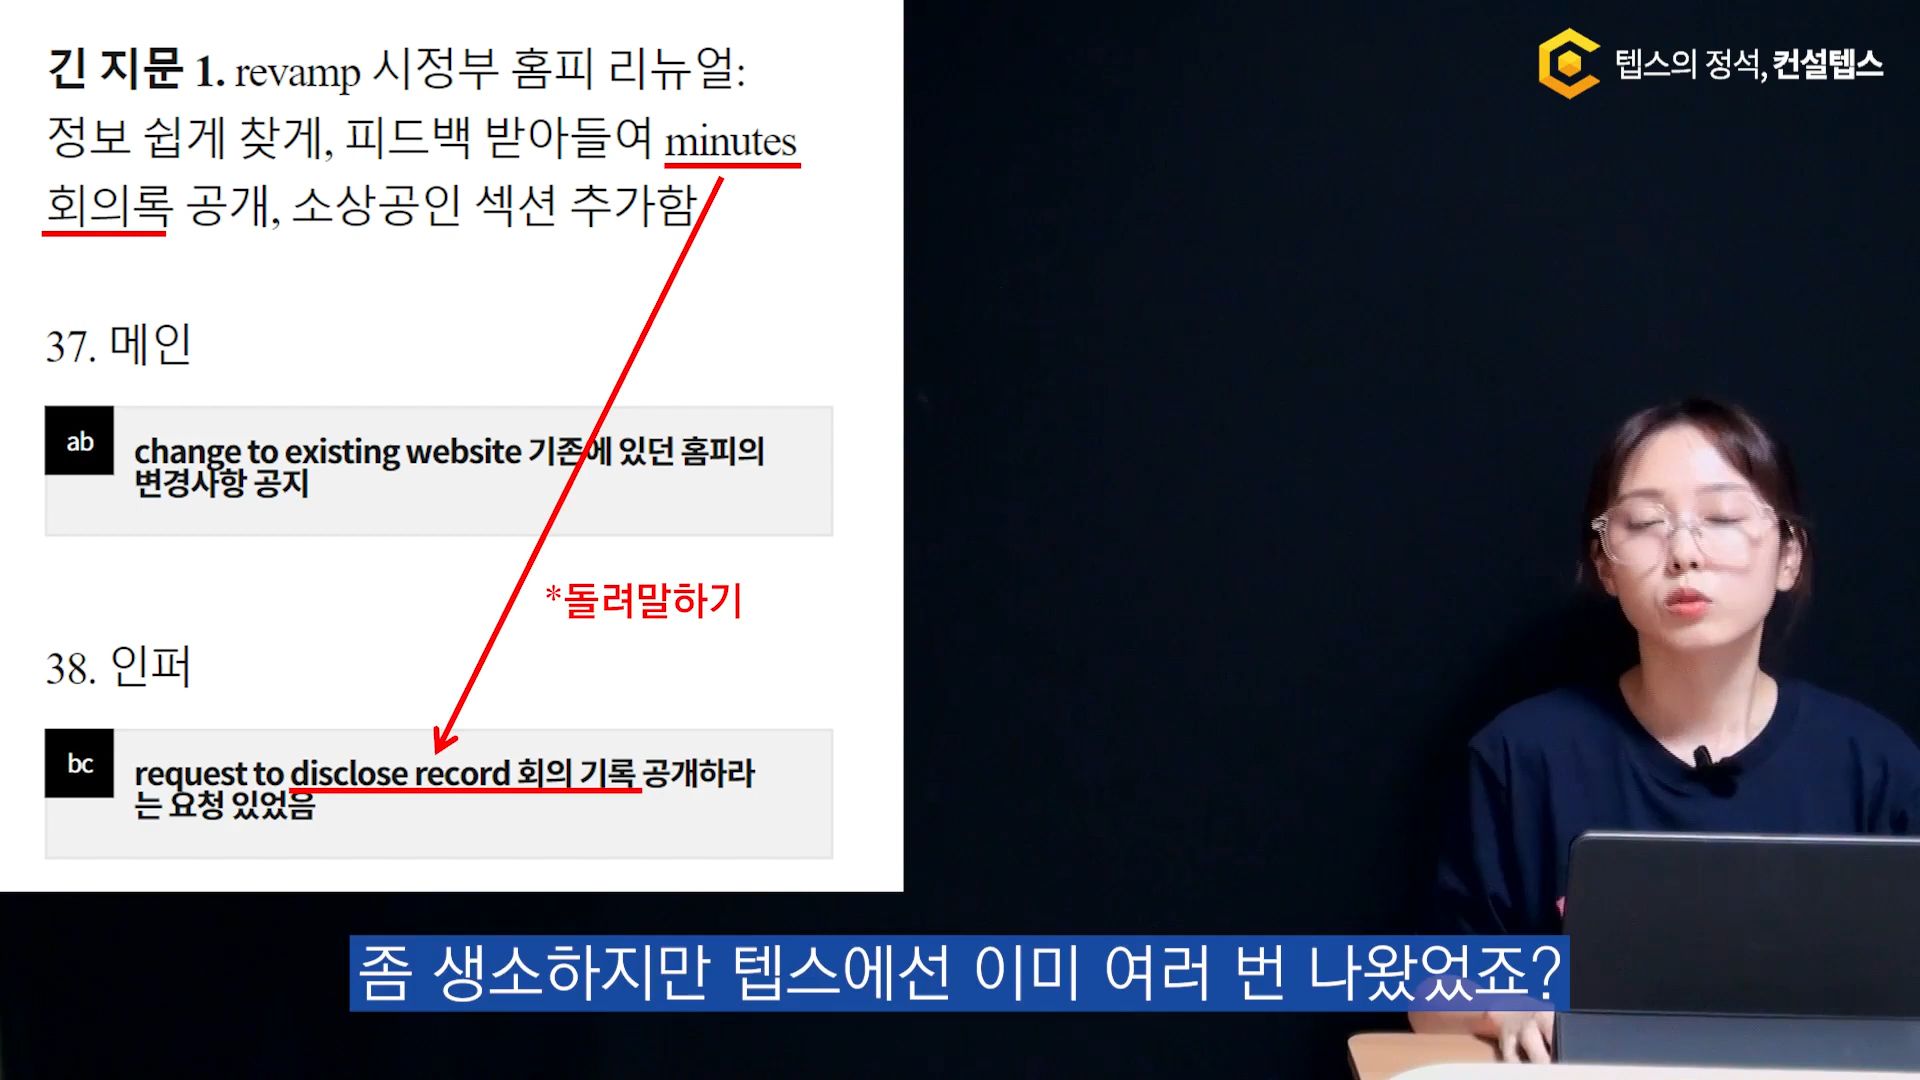 긴 지문 1. revamp 시정부 홈피 리뉴얼:
정보 쉽게 찾게, 피드백 받아들여 minutes
회의록 공개, 소상공인 섹션 추가함
37. 메인
ab
change to existing website 기존에 있던 홈피의
변경사항 공지
*돌려말하기
38. 인퍼
bc
request to disclose record 회의 기록 공개하라
는 요청 있었음
텝스의 정석, 컨설텝스
좀 생소하지만 텝스에선 이미 여러 번 나왔었죠?